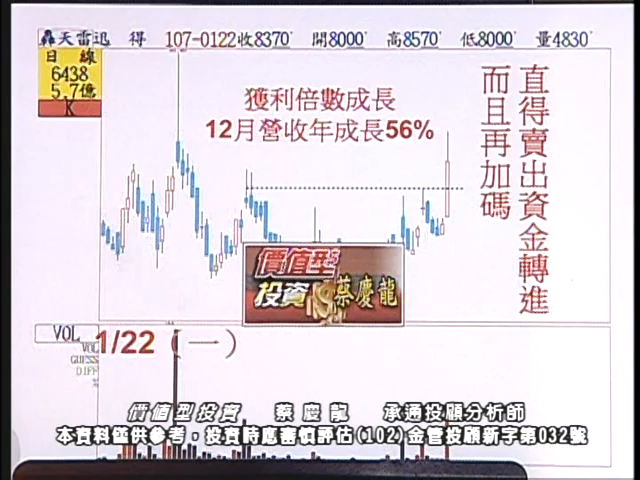 轟天雷迅 得 107-0122收8370' 開8000' 高8570' 低8000' 量4830'
日 線
6438
5.7億
K
獲利倍數成長
12月營收年成長56%
直得賣出資金轉進
而且再加碼
價值型
投資 蔡慶龍
VOL
1/22 (一)
VOL
GUESS
DIFF
價值型投資 蔡慶龍 承通投顧分析師
本資料僅供參考，投資時應審慎評估(102)金管投顧新字第032號